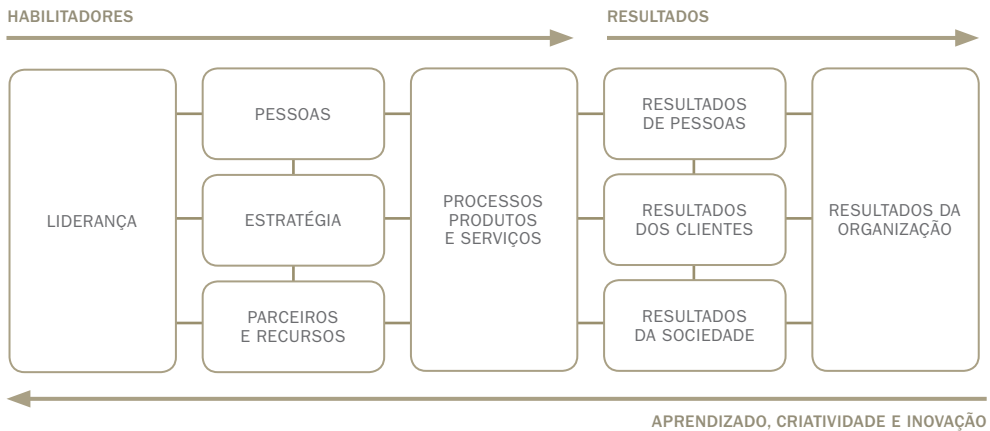 HABILITADORES
RESULTADOS
LIDERANÇA
PESSOAS
ESTRATÉGIA
PARCEIROS
E RECURSOS
PROCESSOS
PRODUTOS
E SERVIÇOS
RESULTADOS
DE PESSOAS
RESULTADOS
DOS CLIENTES
RESULTADOS
DA SOCIEDADE
RESULTADOS DA
ORGANIZAÇÃO
APRENDIZADO, CRIATIVIDADE E INOVAÇÃO